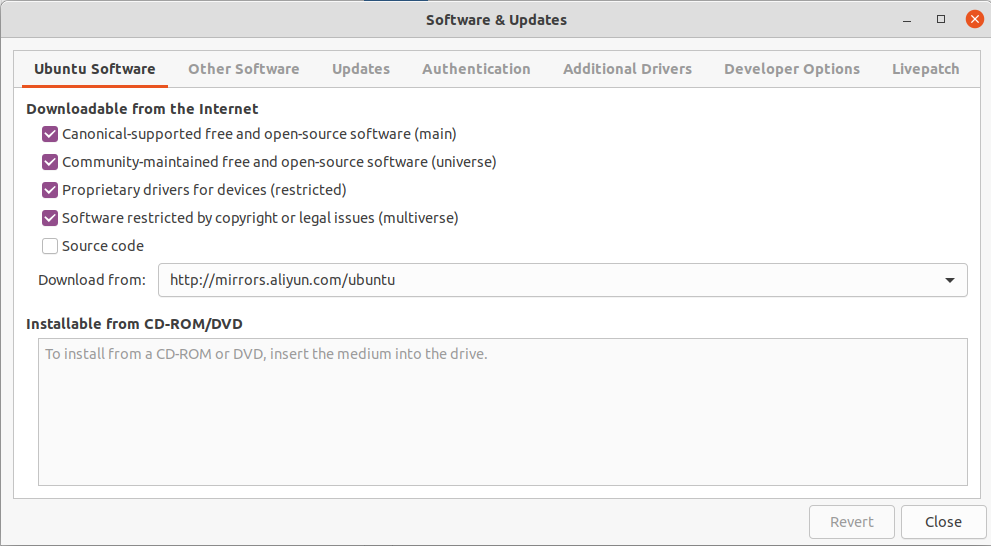 Software & Updates
Ubuntu Software Other Software Updates Authentication Additional Drivers Developer Options Livepatch
Downloadable from the Internet
Canonical-supported free and open-source software (main)
Community-maintained free and open-source software (universe)
Proprietary drivers for devices (restricted)
Software restricted by copyright or legal issues (multiverse)
Source code
Download from: http://mirrors.aliyun.com/ubuntu
Installable from CD-ROM/DVD
To install from a CD-ROM or DVD, insert the medium into the drive.
Revert Close